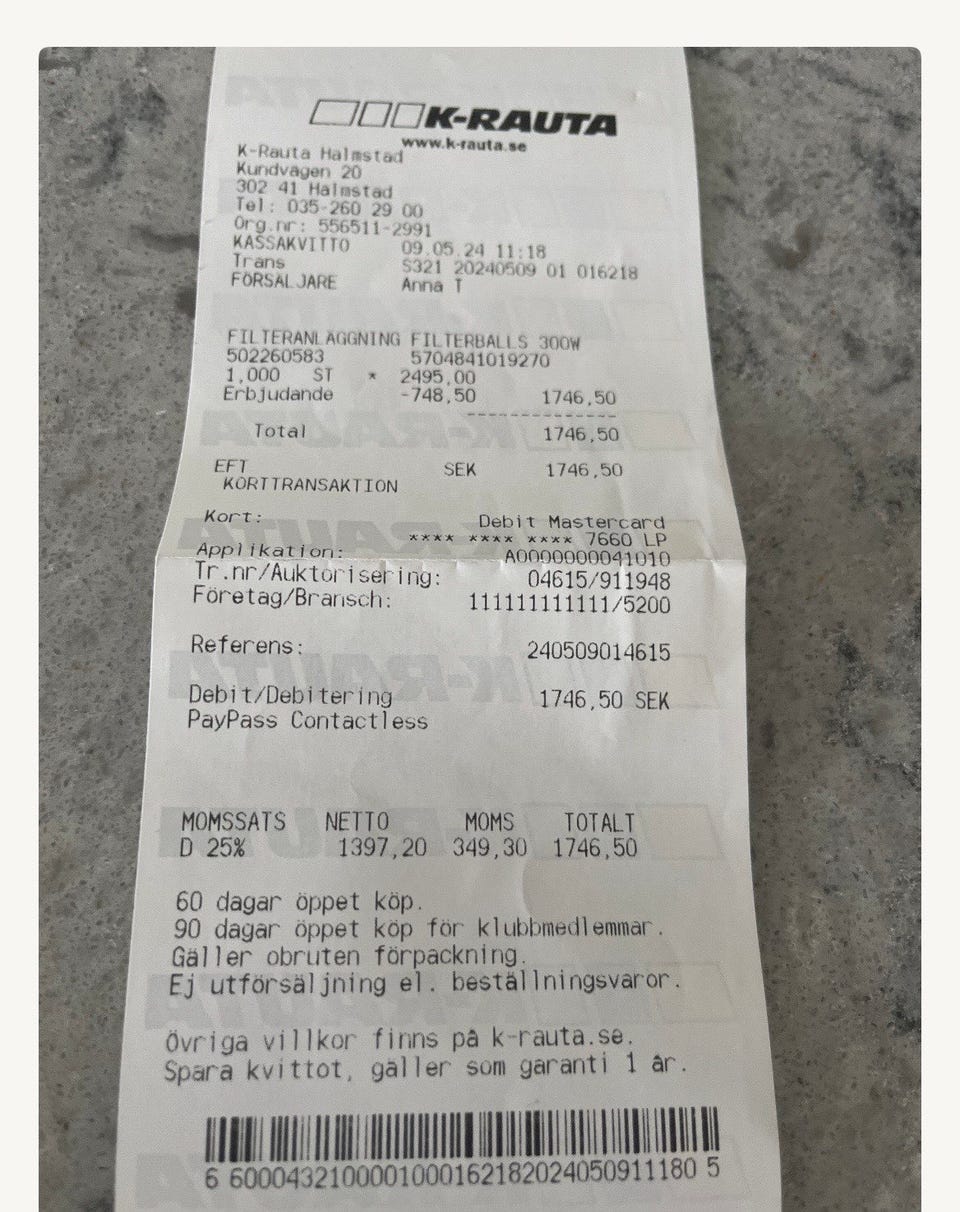 K-RAUTA
www.k-rauta.se
K-Rauta Halmstad
Kundvägen 20
302 41 Halmstad
Tel: 035-260 29 00
Org.nr: 556511-2991
KASSAKVITTO 09.05.24 11:18
Trans S321 20240509 01 016218
FÖRSÄLJARE Anna T
FILTERANLÄGGNING FILTERBALLS 300W
502260583 5704841019270
1,000 ST * 2495,00
Erbjudande -748,50 1746,50
Total 1746,50
EFT SEK 1746,50
KORTTRANSAKTION
Kort: Debit Mastercard
**** **** **** 7660 LP
Applikation: A0000000041010
Tr.nr/Auktorisering: 04615/911948
Företag/Bransch: 111111111111/5200
Referens: 240509014615
Debit/Debitering 1746,50 SEK
PayPass Contactless
MOMSSATS NETTO MOMS TOTALT
D 25% 1397,20 349,30 1746,50
60 dagar öppet köp.
90 dagar öppet köp för klubbmedlemmar.
Gäller obruten förpackning.
Ej utförsäljning el. beställningsvaror.
Övriga villkor finns på k-rauta.se.
Spara kvittot, gäller som garanti 1 år.
6 600043210000100016218202405091118​0 5